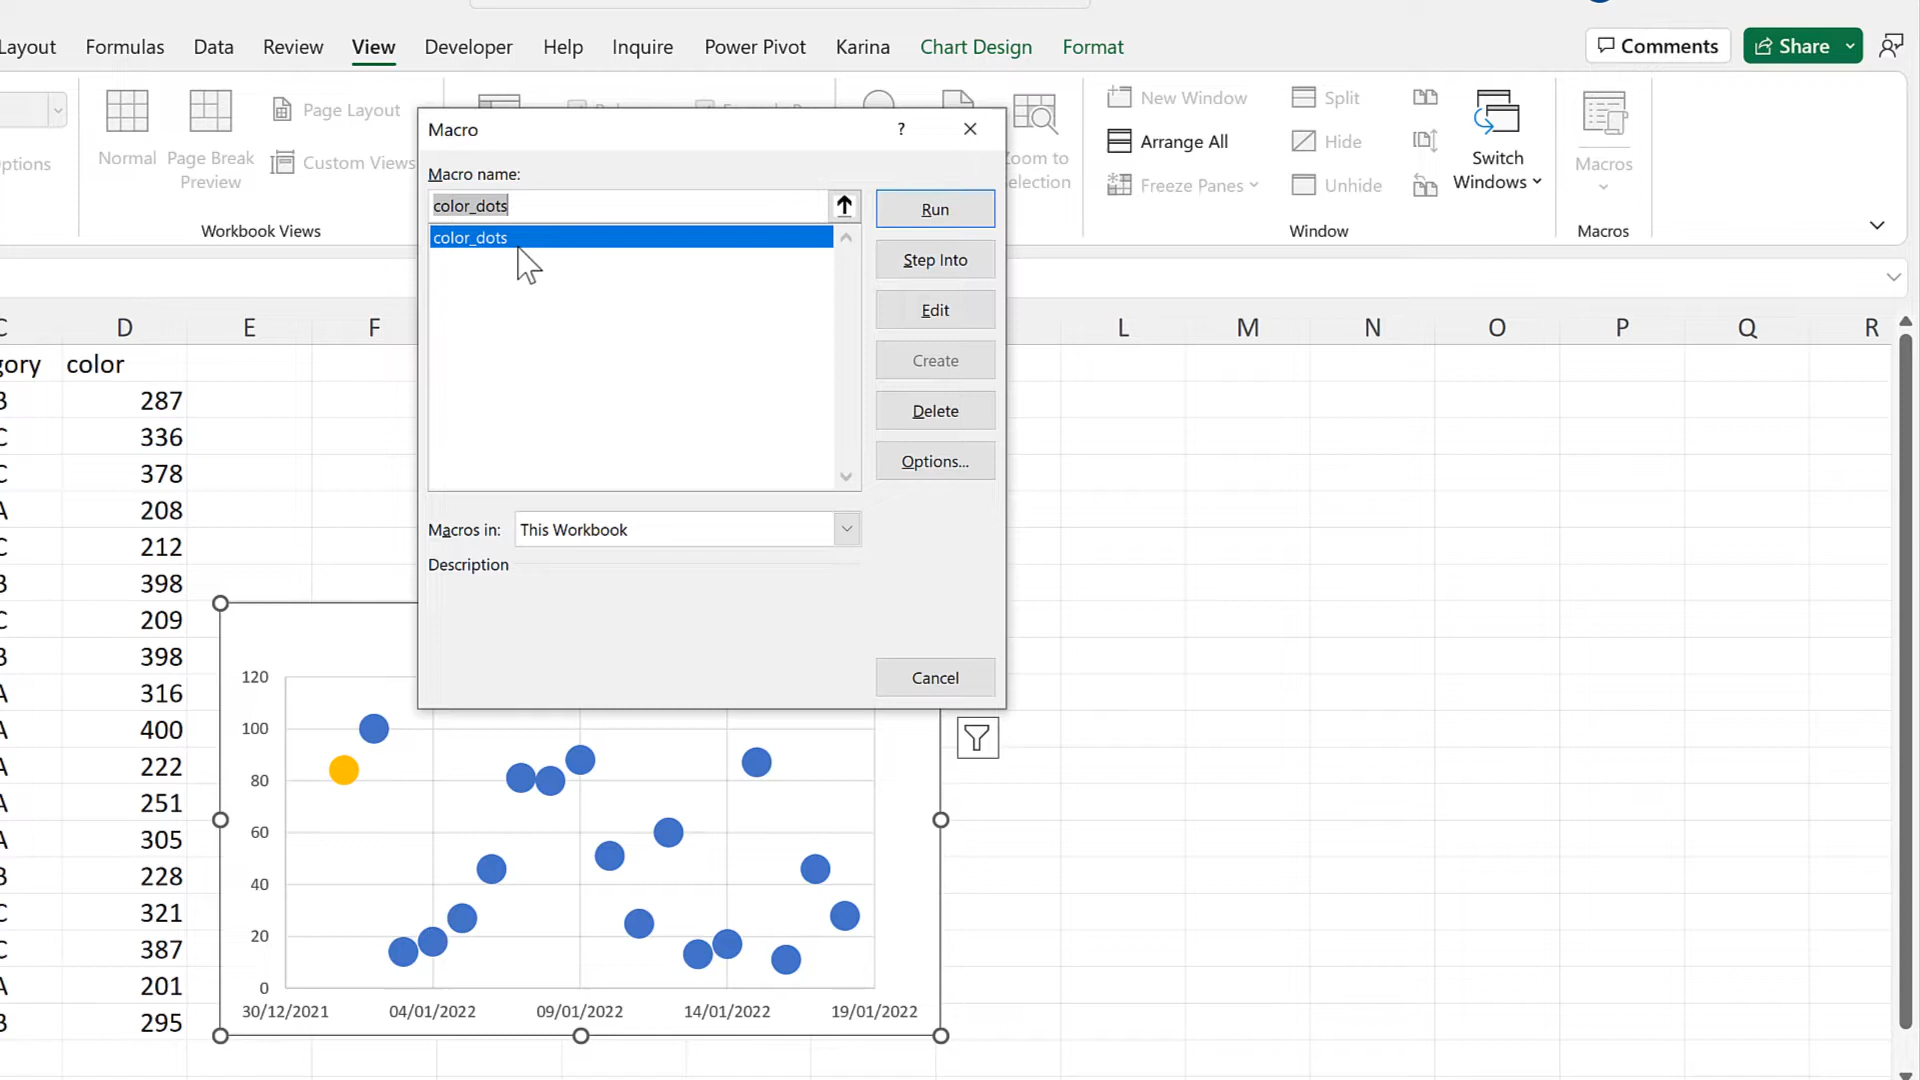 Layout Formulas Data Review View Developer Help Inquire Power Pivot Karina Chart Design Format Comments Share
Page Layout
New Window Split
ptions Normal Page Break Preview Custom Views
Macro ?
Zoom to
election
Arrange All Hide Switch Windows Macros
Freeze Panes Unhide
Workbook Views Window Macros
Macro name:
color_dots
color_dots
Run
Step Into
Edit
Create
Delete
Options...
Macros in: This Workbook
Description
Cancel
C D E F L M N O P Q R
gory color
B 287
C 336
C 378
A 208
C 212
B 398
C 209
B 398
A 316
A 400
A 222
A 251
A 305
B 228
C 321
C 387
A 201
B 295
120
100
80
60
40
20
0
30/12/2021 04/01/2022 09/01/2022 14/01/2022 19/01/2022